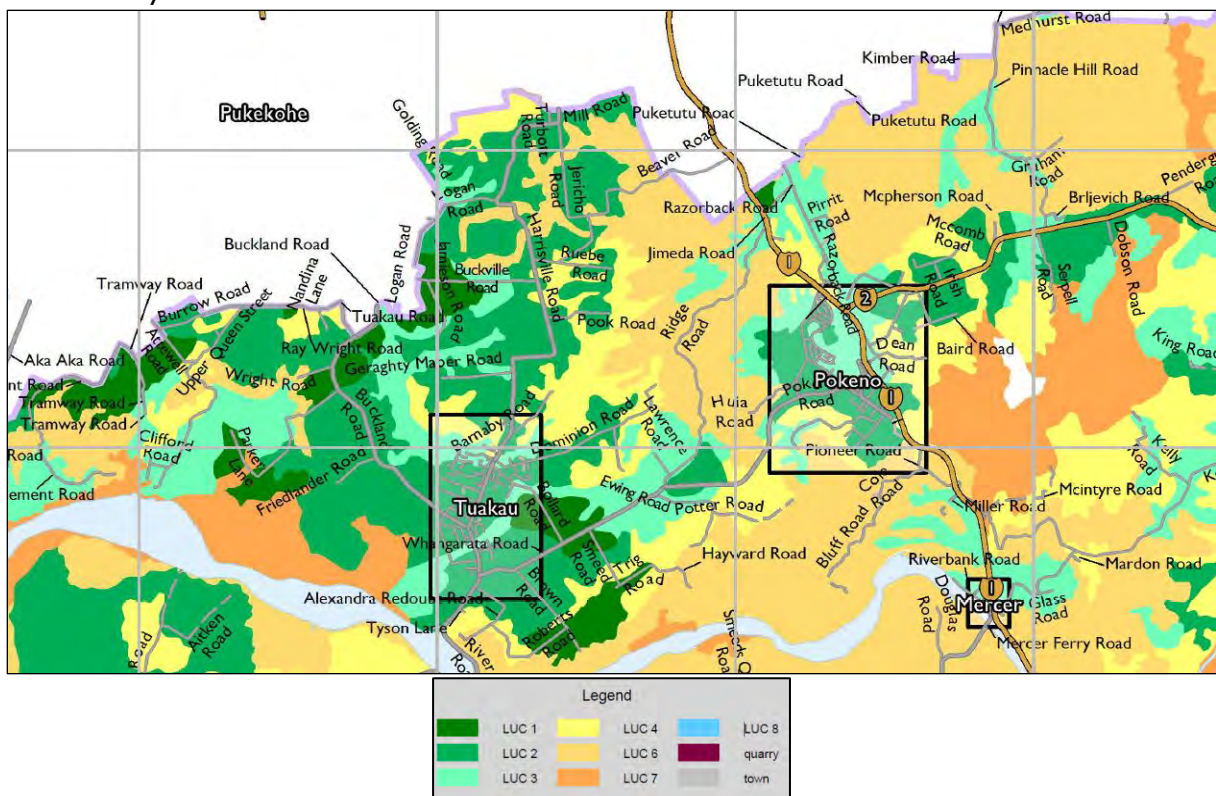 Medhurst Road
Kimber Road
Pinnacle Hill Road
Puketutu Road
Puketutu Road
Puketutu Road
Pukekohe
Golding Road
Turbott Road
Mill Road
Beaver Road
Jericho Road
Logan Road
Graham Road
Razorback Road
Pirrit Road
Mcpherson Road
Brljevich Road
Mccomb Road
Buckland Road
Logan Road
Jamieson Road
Harrisville Road
Ruebe Road
Jimeda Road
Razorback Road
Irish Road
Serpell Road
Dobson Road
Nandina Lane
Tramway Road
Burrow Road
Buckville Road
1
2
Tuakau Road
Pook Road
Ridge Road
Dean Road
Baird Road
King Road
Aka Aka Road
Attewell Road
Upper Queen Street
Ray Wright Road
Geraghty Maber Road
Wright Road
Tramway Road
Tramway Road
Buckland Road
Pokeno
1
Huia Road
Barnaby Road
Dominion Road
Lawrence Road
Clifford Road
Parker Lane
Pioneer Road
Kelly Road
Friedlander Road
Bollard Road
Ewing Road
Potter Road
Cole Road
Bluff Road
Mcintyre Road
Miller Road
Tuakau
Whangarata Road
Smeed Road
Trig Road
Hayward Road
Riverbank Road
Mardon Road
1
Mercer
Glass Road
Douglas Road
Mercer Ferry Road
Alexandra Redoubt Road
Brown Road
Roberts Road
Tyson Lane
River Road
Aitken Road
Road
Legend
LUC 1
LUC 4
LUC 8
LUC 2
LUC 6
quarry
LUC 3
LUC 7
town